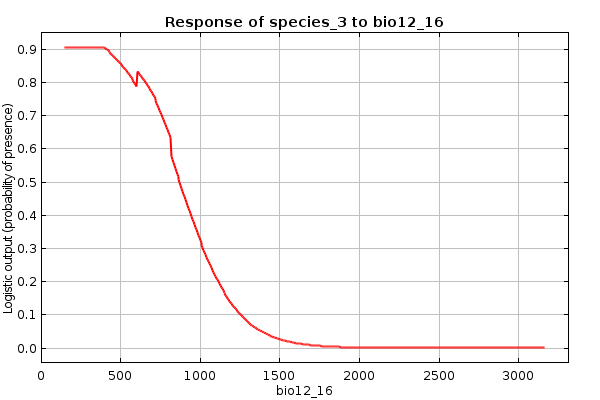 Response of species_3 to bio12_16
Logistic output (probability of presence)
0.9
0.8
0.7
0.6
0.5
0.4
0.3
0.2
0.1
0.0
0 500 1000 1500 2000 2500 3000
bio12_16